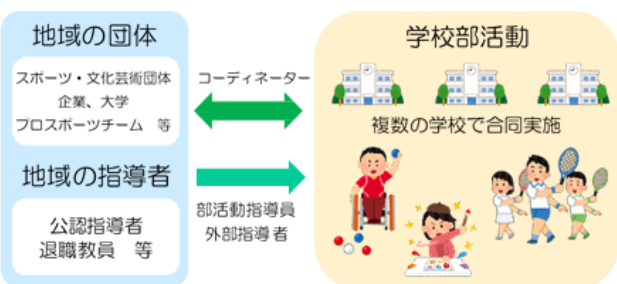 地域の団体
スポーツ・文化芸術団体
企業、大学
プロスポーツチーム　等
地域の指導者
公認指導者
退職教員　等
コーディネーター
部活動指導員
外部指導者
学校部活動
複数の学校で合同実施